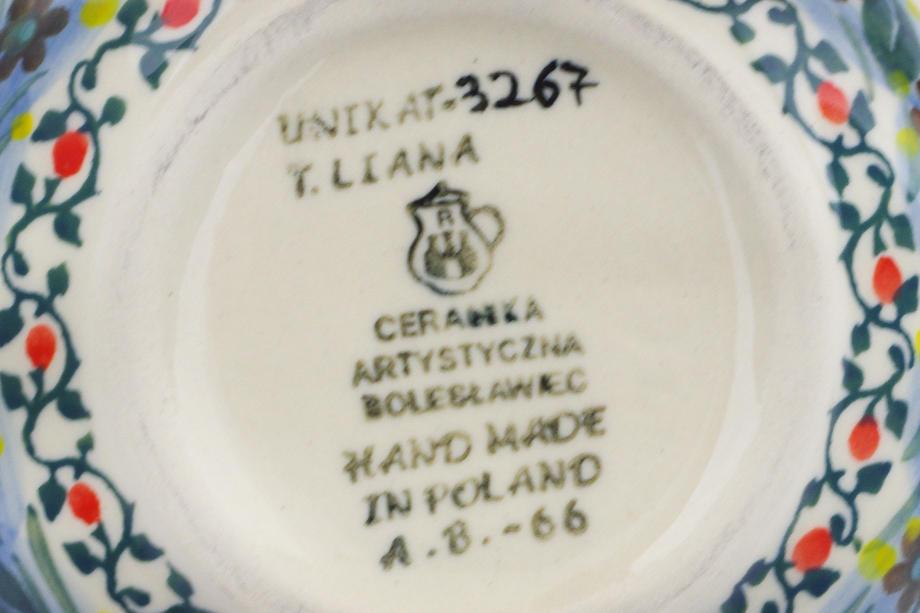 UNIKAT-3267
T. LIANA
R
CERAMIKA
ARTYSTYCZNA
BOLESŁAWIEC
HAND MADE
IN POLAND
A.B.-66